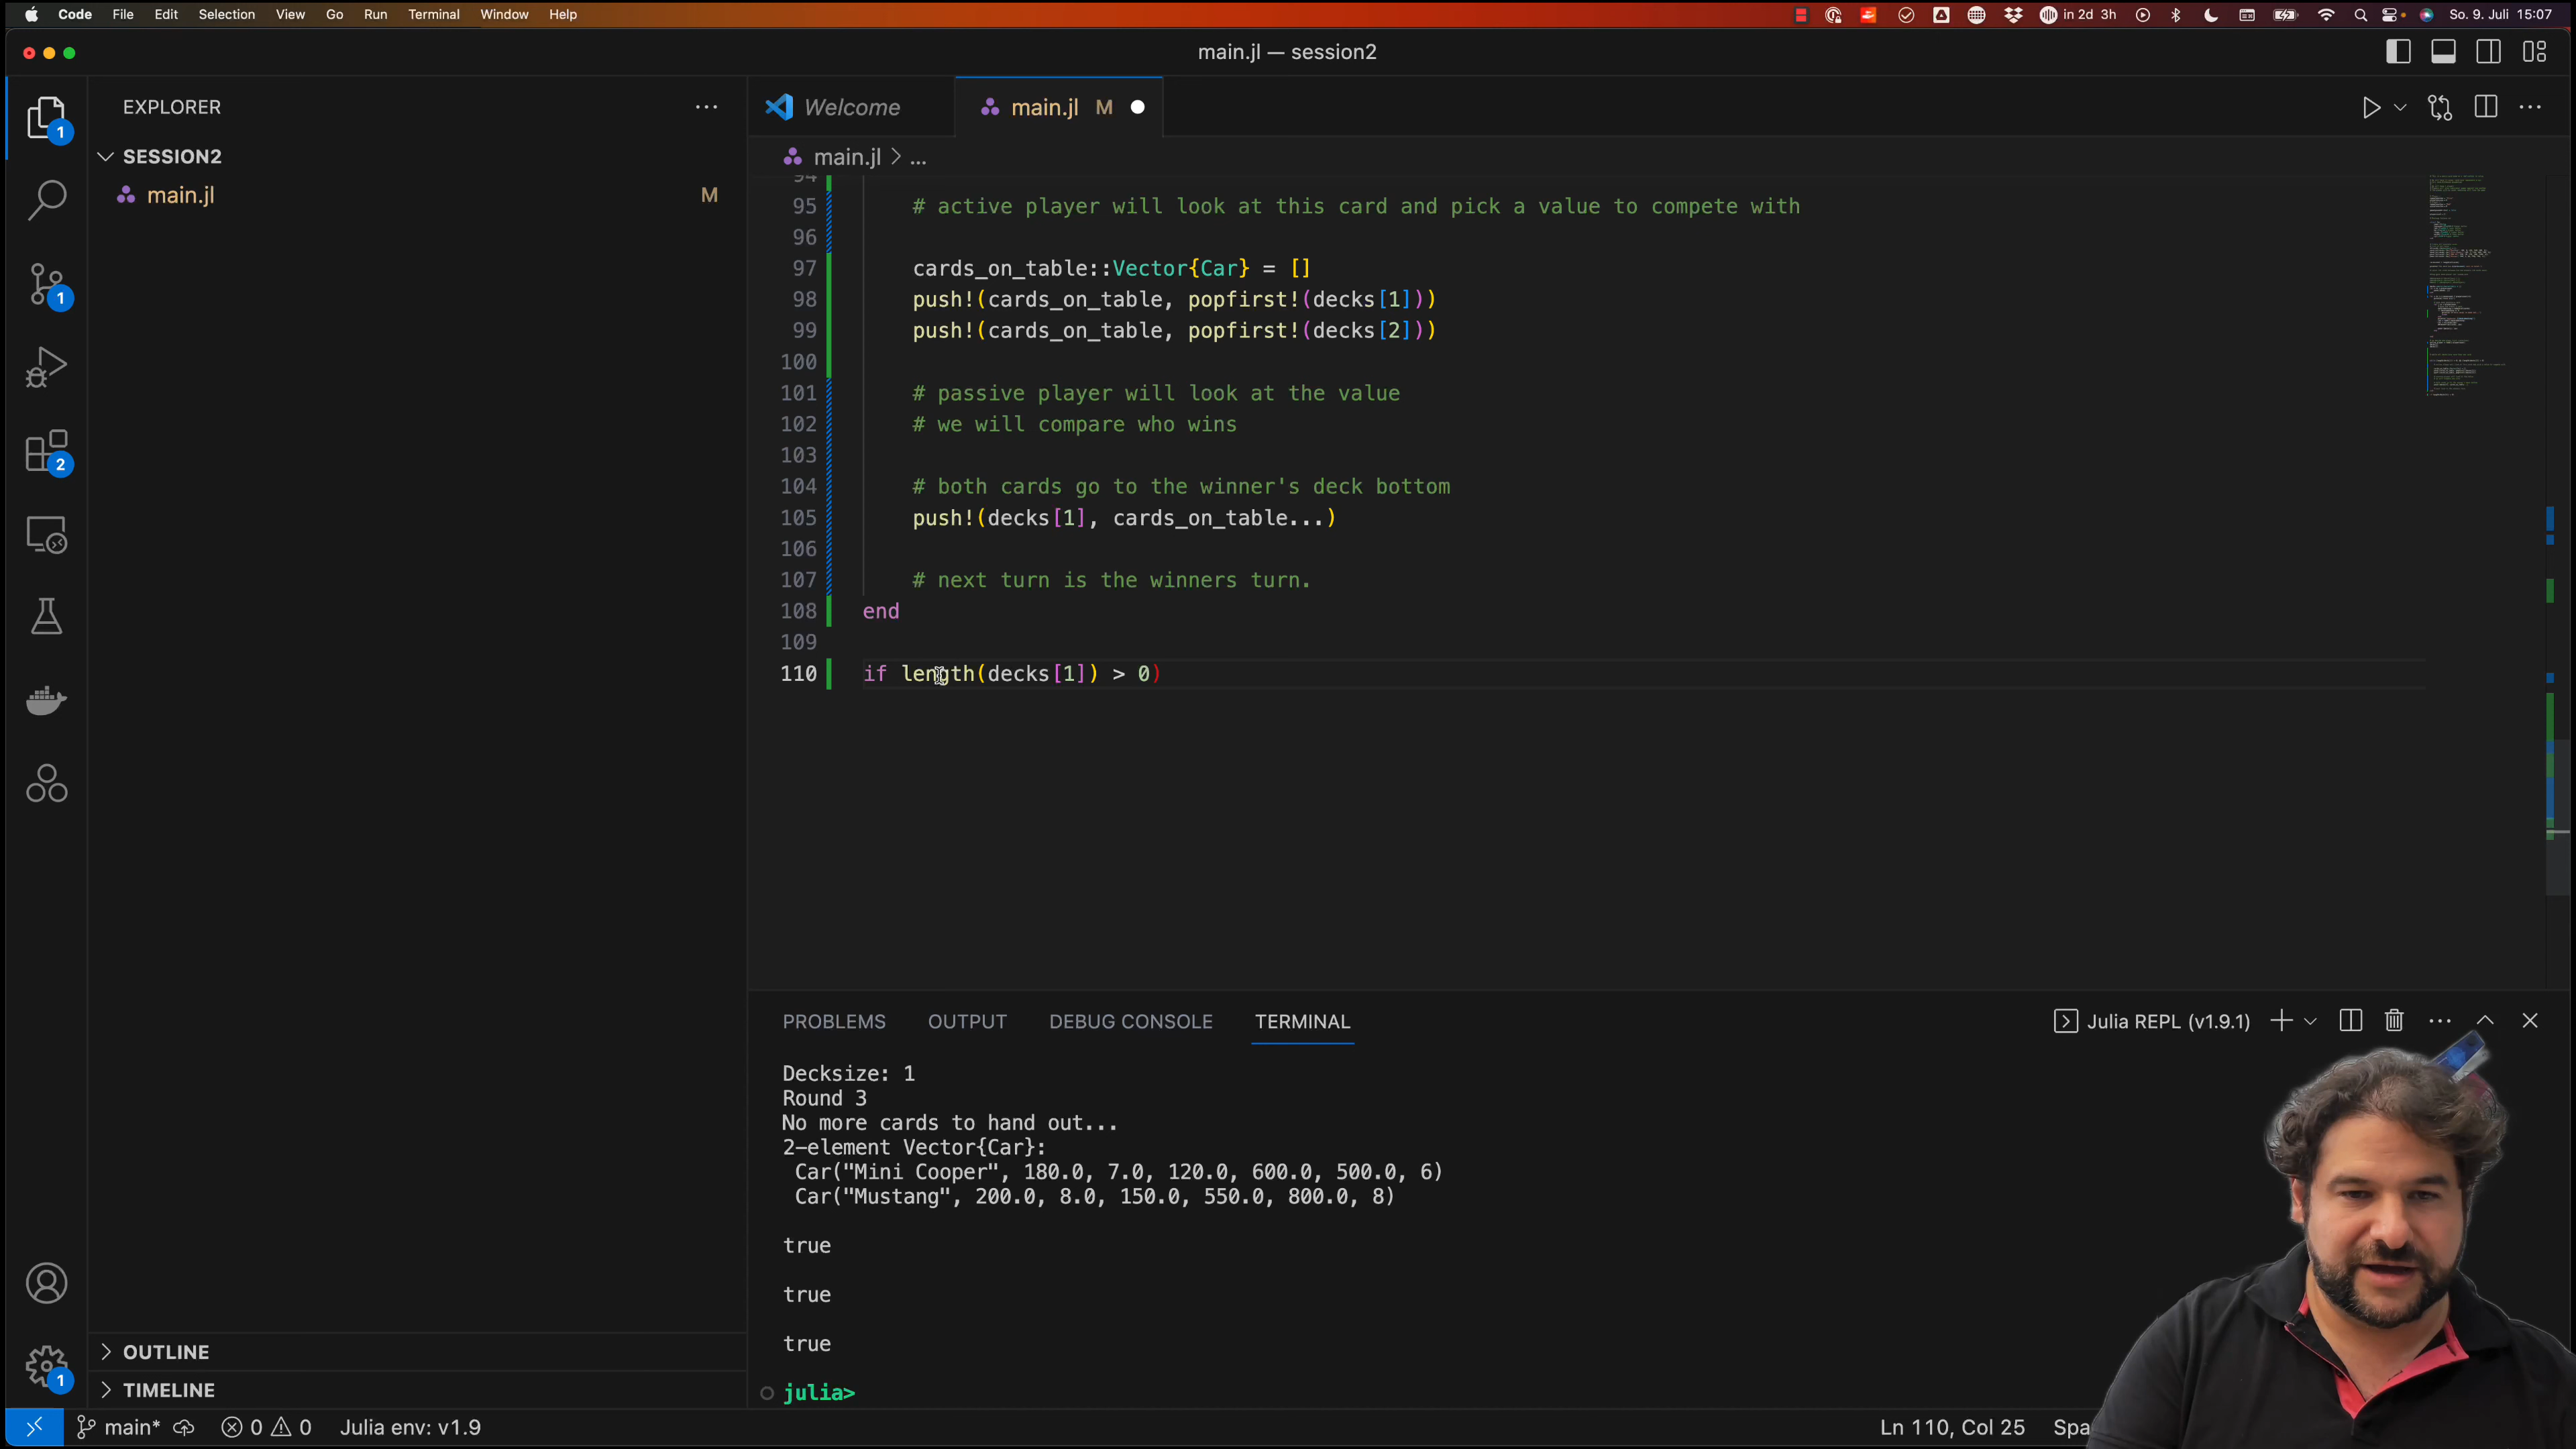 Code File Edit Selection View Go Run Terminal Window Help in 2d 3h So. 9. Juli 15:07
main.jl — session2
EXPLORER
SESSION2
main.jl M
1
1
2
1
OUTLINE
TIMELINE
Welcome main.jl M
main.jl > ...
94
95 # active player will look at this card and pick a value to compete with
96
97 cards_on_table::Vector{Car} = []
98 push!(cards_on_table, popfirst!(decks[1]))
99 push!(cards_on_table, popfirst!(decks[2]))
100
101 # passive player will look at the value
102 # we will compare who wins
103
104 # both cards go to the winner's deck bottom
105 push!(decks[1], cards_on_table...)
106
107 # next turn is the winners turn.
108 end
109
110 if length(decks[1]) > 0)
PROBLEMS OUTPUT DEBUG CONSOLE TERMINAL Julia REPL (v1.9.1)
Decksize: 1
Round 3
No more cards to hand out...
2-element Vector{Car}:
Car("Mini Cooper", 180.0, 7.0, 120.0, 600.0, 500.0, 6)
Car("Mustang", 200.0, 8.0, 150.0, 550.0, 800.0, 8)
true
true
true
julia>
main* 0 0 Julia env: v1.9 Ln 110, Col 25 Spa